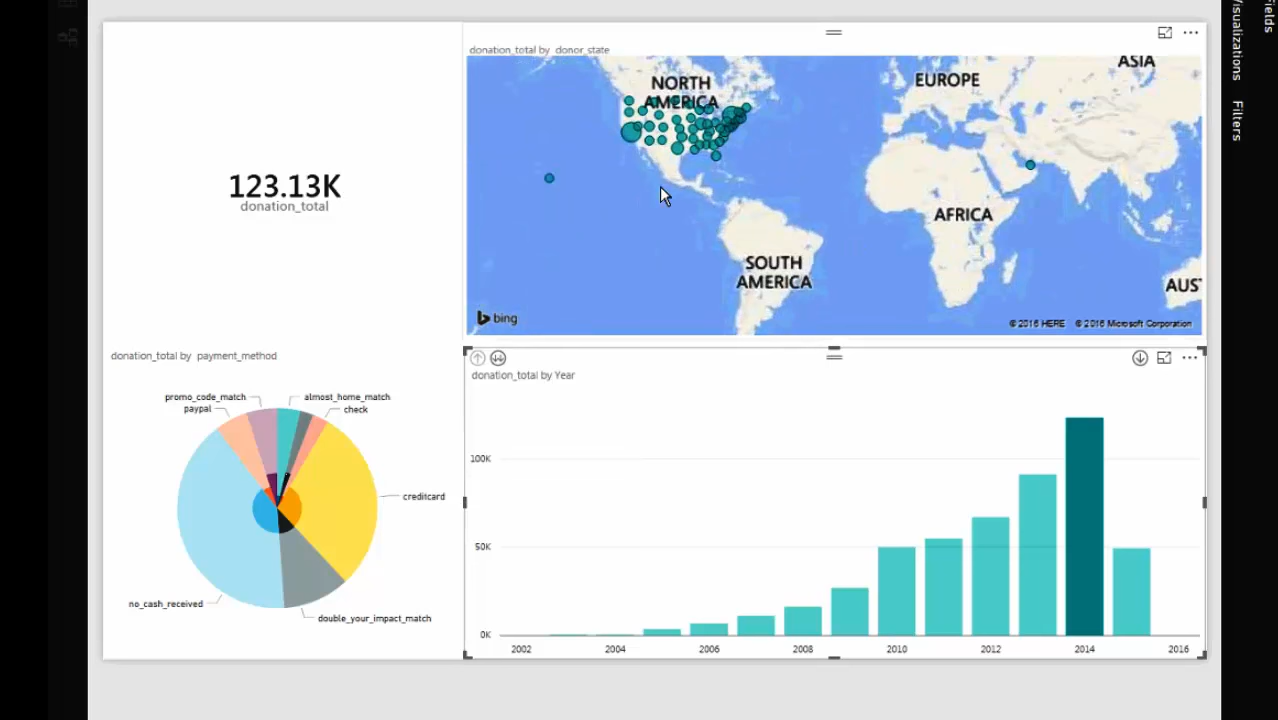 Visualizations
Fields
Filters
123.13K
donation_total
donation_total by donor_state
NORTH
AMERICA
EUROPE
ASIA
AFRICA
SOUTH
AMERICA
AUS
bing
© 2016 HERE © 2016 Microsoft Corporation
donation_total by payment_method
promo_code_match
almost_home_match
paypal
check
creditcard
no_cash_received
double_your_impact_match
donation_total by Year
100K
50K
0K
2002 2004 2006 2008 2010 2012 2014 2016